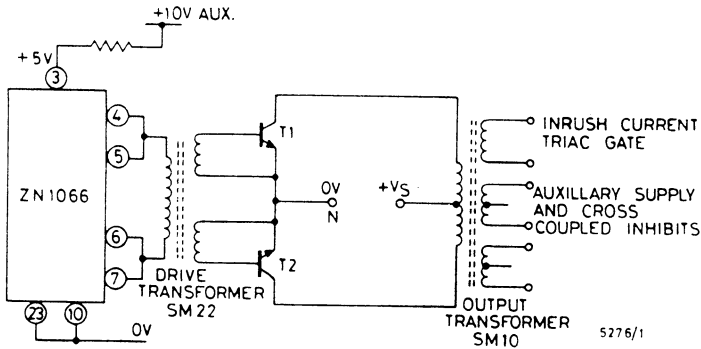 +10V AUX.
+5V
3
4
5
ZN1066
6
7
23
10
0V
DRIVE
TRANSFORMER
SM22
T1
T2
0V
N
+VS
INRUSH CURRENT
TRIAC GATE
AUXILLARY SUPPLY
AND CROSS
COUPLED INHIBITS
OUTPUT
TRANSFORMER
SM10
5276/1